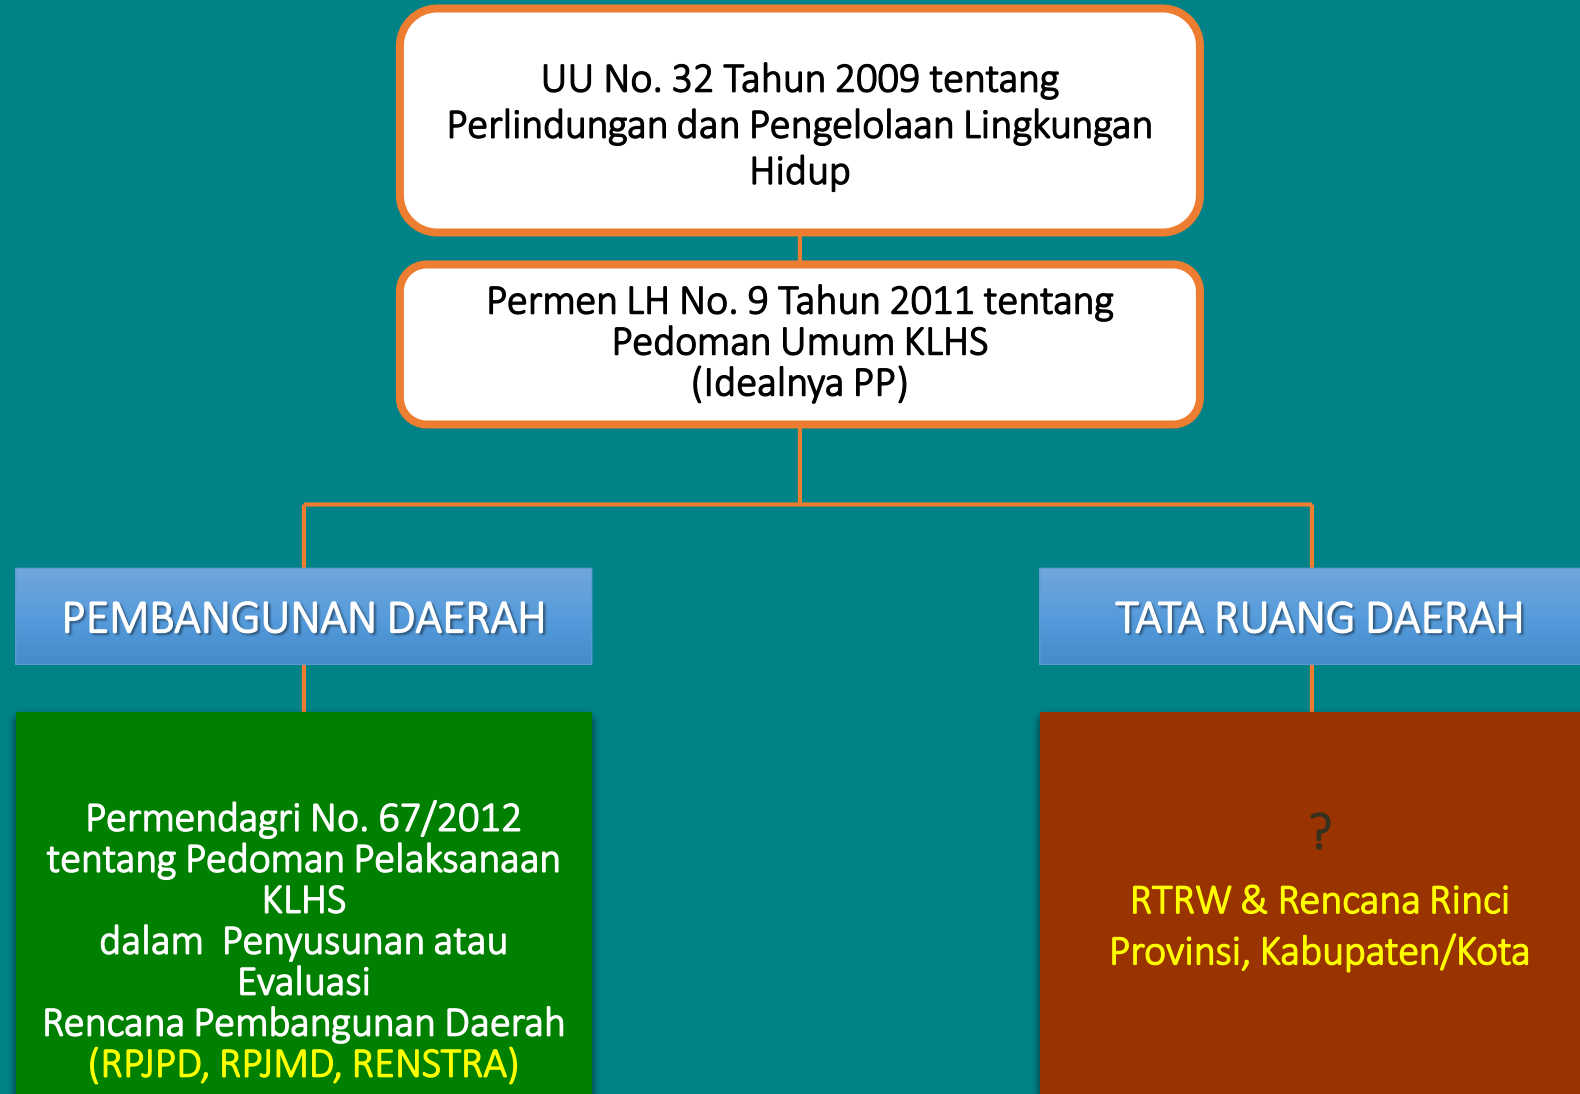 UU No. 32 Tahun 2009 tentang
Perlindungan dan Pengelolaan Lingkungan
Hidup
Permen LH No. 9 Tahun 2011 tentang
Pedoman Umum KLHS
(Idealnya PP)
PEMBANGUNAN DAERAH
TATA RUANG DAERAH
Permendagri No. 67/2012
tentang Pedoman Pelaksanaan
KLHS
dalam Penyusunan atau
Evaluasi
Rencana Pembangunan Daerah
(RPJPD, RPJMD, RENSTRA)
?
RTRW & Rencana Rinci
Provinsi, Kabupaten/Kota